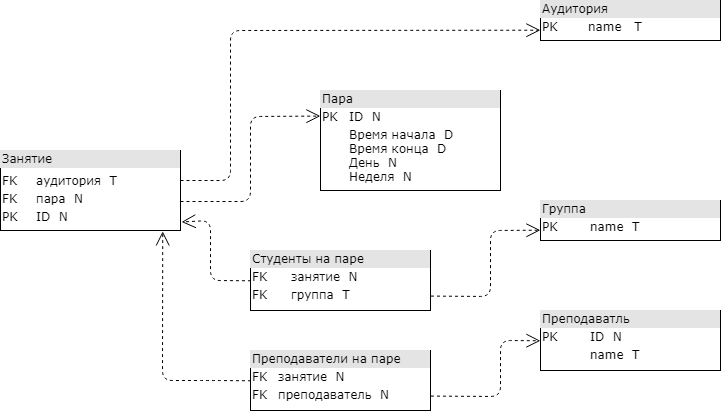 Аудитория
PK name T
Пара
PK ID N
Время начала D
Время конца D
День N
Неделя N
Занятие
FK аудитория T
FK пара N
PK ID N
Группа
PK name T
Студенты на паре
FK занятие N
FK группа T
Преподаватль
PK ID N
name T
Преподаватели на паре
FK занятие N
FK преподаватель N